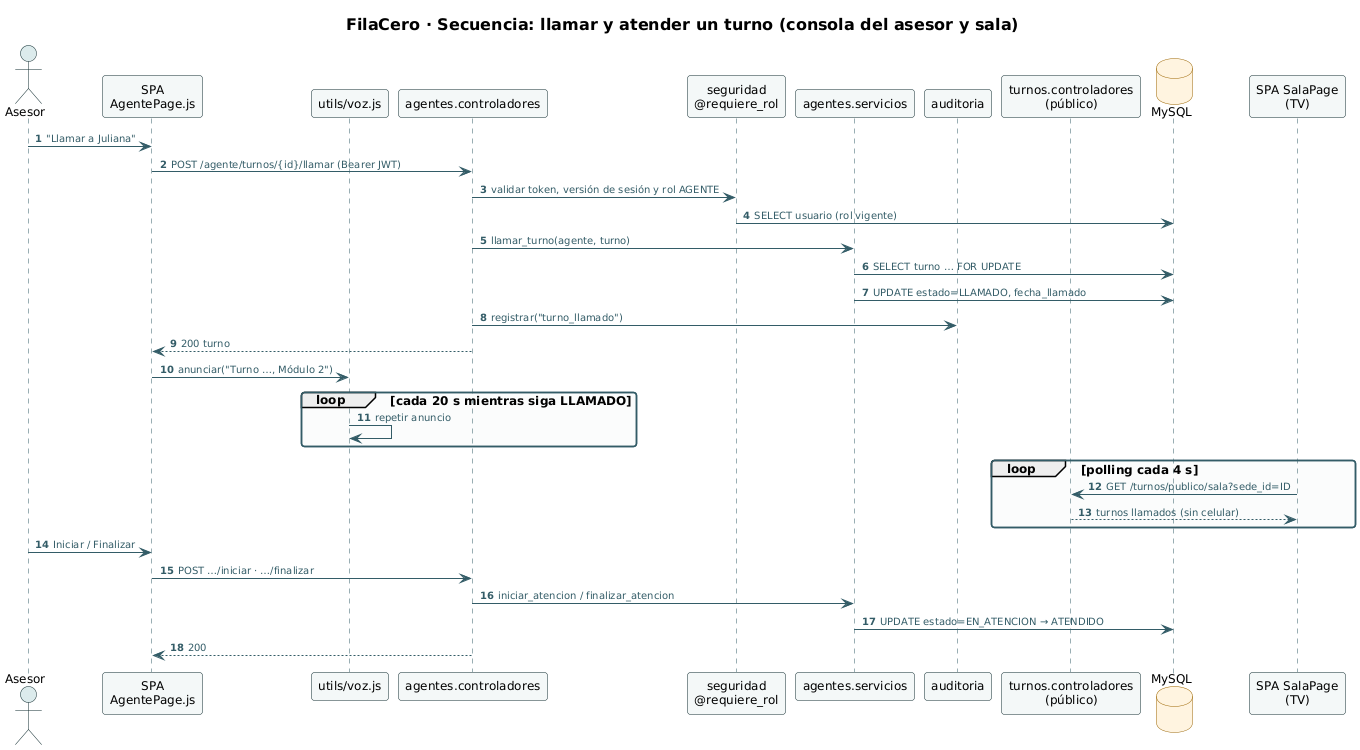 FilaCero · Secuencia: llamar y atender un turno (consola del asesor y sala)
Asesor
SPA
AgentePage.js
utils/voz.js
agentes.controladores
seguridad
@requiere_rol
agentes.servicios
auditoria
turnos.controladores
(público)
MySQL
SPA SalaPage
(TV)
1 "Llamar a Juliana"
2 POST /agente/turnos/{id}/llamar (Bearer JWT)
3 validar token, versión de sesión y rol AGENTE
4 SELECT usuario (rol vigente)
5 llamar_turno(agente, turno)
6 SELECT turno ... FOR UPDATE
7 UPDATE estado=LLAMADO, fecha_llamado
8 registrar("turno_llamado")
9 200 turno
10 anunciar("Turno ..., Módulo 2")
loop [cada 20 s mientras siga LLAMADO]
11 repetir anuncio
loop [polling cada 4 s]
12 GET /turnos/publico/sala?sede_id=ID
13 turnos llamados (sin celular)
14 Iniciar / Finalizar
15 POST .../iniciar · .../finalizar
16 iniciar_atencion / finalizar_atencion
17 UPDATE estado=EN_ATENCION → ATENDIDO
18 200
Asesor
SPA
AgentePage.js
utils/voz.js
agentes.controladores
seguridad
@requiere_rol
agentes.servicios
auditoria
turnos.controladores
(público)
MySQL
SPA SalaPage
(TV)